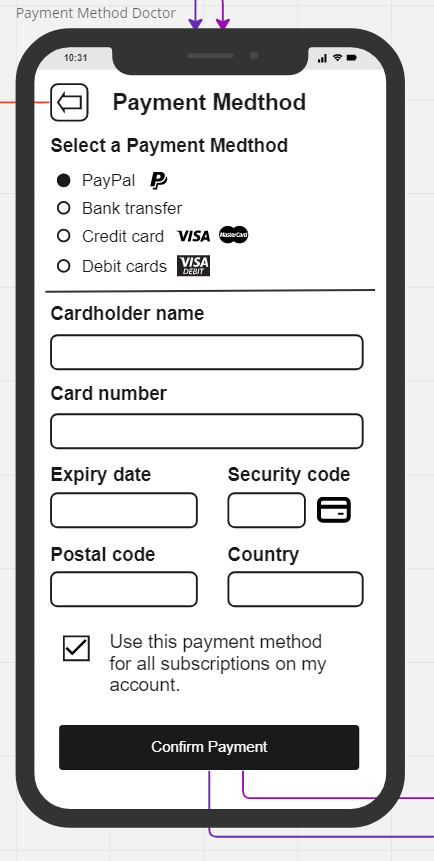 Payment Method Doctor
10:31
Payment Medthod
Select a Payment Medthod
PayPal
Bank transfer
Credit card VISA MasterCard
Debit cards VISA DEBIT
Cardholder name
Card number
Expiry date Security code
Postal code Country
Use this payment method
for all subscriptions on my
account.
Confirm Payment